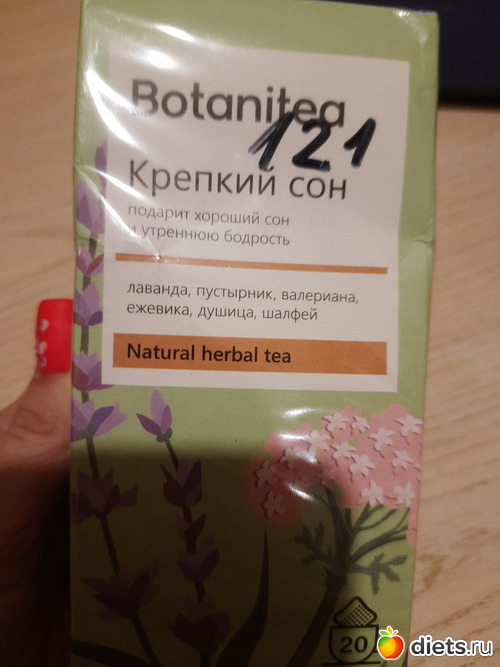 Botanitea
121
Крепкий сон
подарит хороший сон
и утреннюю бодрость
лаванда, пустырник, валериана,
ежевика, душица, шалфей
Natural herbal tea
20
diets.ru